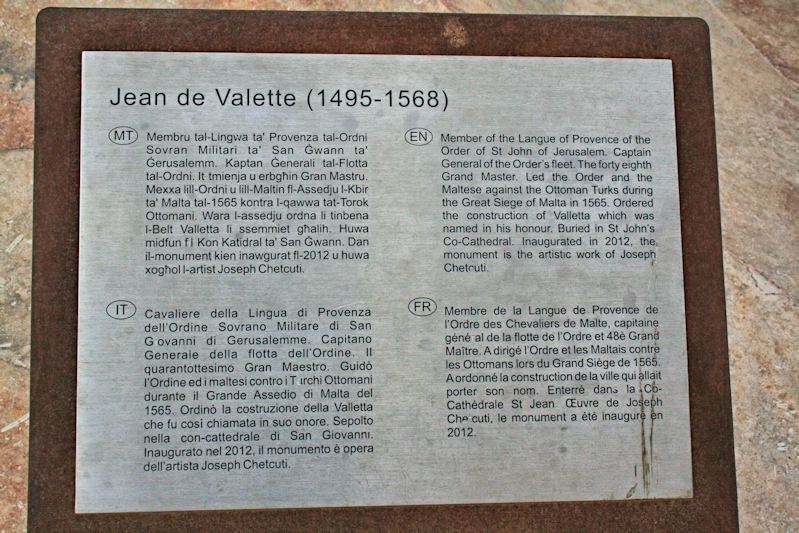 Jean de Valette (1495-1568)
MT
Membru tal-Lingwa ta' Provenza tal-Ordni
Sovran Militari ta' San Ġwann ta'
Ġerusalemm. Kaptan Ġenerali tal-Flotta
tal-Ordni. It tmienja u erbgħin Gran Mastru.
Mexxa lill-Ordni u lill-Maltin fl-Assedju l-Kbir
ta' Malta tal-1565 kontra l-qawwa tat-Torok
Ottomani. Wara l-assedju ordna li tinbena
l-Belt Valletta li ssemmiet għalih. Huwa
midfun f'l Kon Katidral ta' San Ġwann. Dan
il-monument kien inawgurat fl-2012 u huwa
xogħol l-artist Joseph Chetcuti.
EN
Member of the Langue of Provence of the
Order of St John of Jerusalem. Captain
General of the Order's fleet. The forty eighth
Grand Master. Led the Order and the
Maltese against the Ottoman Turks during
the Great Siege of Malta in 1565. Ordered
the construction of Valletta which was
named in his honour. Buried in St John's
Co-Cathedral. Inaugurated in 2012, the
monument is the artistic work of Joseph
Chetcuti.
IT
Cavaliere della Lingua di Provenza
dell'Ordine Sovrano Militare di San
Giovanni di Gerusalemme. Capitano
Generale della flotta dell'Ordine. Il
quarantottesimo Gran Maestro. Guidò
l'Ordine ed i maltesi contro i Turchi Ottomani
durante il Grande Assedio di Malta del
1565. Ordinò la costruzione della Valletta
che fu così chiamata in suo onore. Sepolto
nella con-cattedrale di San Giovanni.
Inaugurato nel 2012, il monumento è opera
dell'artista Joseph Chetcuti.
FR
Membre de la Langue de Provence de
l'Ordre des Chevaliers de Malte, capitaine
géné al de la flotte de l'Ordre et 48è Grand
Maître. A dirigé l'Ordre et les Maltais contre
les Ottomans lors du Grand Siège de 1565.
A ordonné la construction de la ville qui allait
porter son nom. Enterré dans la Co-
Cathédrale St Jean. Œuvre de Joseph
Chetcuti, le monument a été inauguré en
2012.